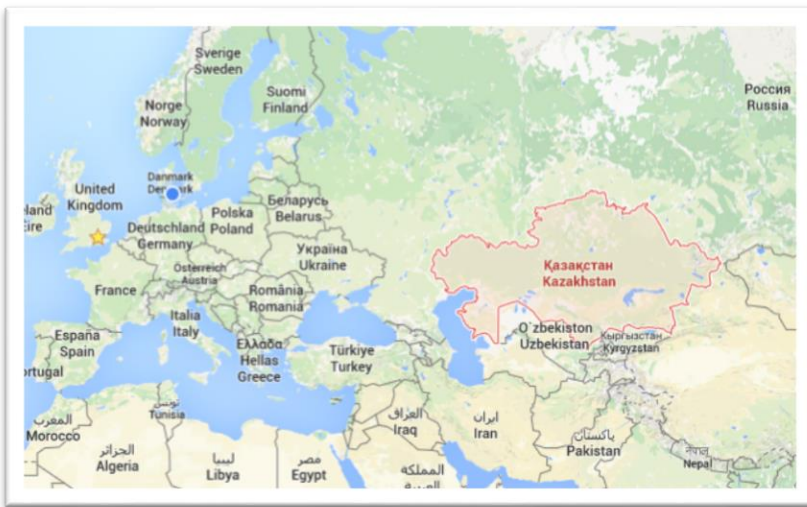 Sverige
Sweden
Россия
Russia
Suomi
Finland
Norge
Norway
Danmark
United
Kingdom
Polska
Poland
Беларусь
Belarus
eland
Eire
Deutschland
Germany
Україна
Ukraine
Österreich
Austria
Қазақстан
Kazakhstan
France
România
Romania
Italia
Italy
O`zbekiston
Uzbekistan
Кыргызстан
Kyrgyzstan
España
Spain
Ελλάδα
Hellas
Greece
Türkiye
Turkey
ortugal
تونس
Tunisia
العراق
Iraq
ایران
Iran
المغرب
Morocco
پاکستان
Pakistan
الجزائر
Algeria
ليبيا
Libya
مصر
Egypt
नेपाल
Nepal
المملكة